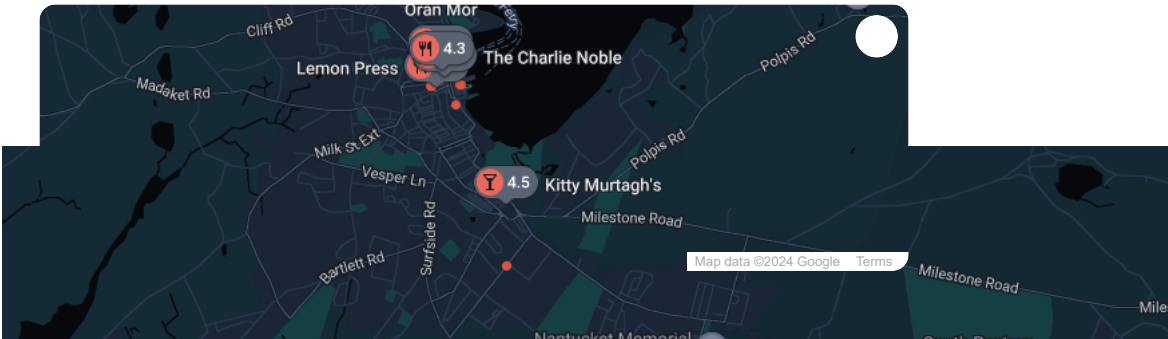 Oran Mor
Cliff Rd
4.3
The Charlie Noble
Lemon Press
Polpis Rd
Madaket Rd
Ferry
Milk St Ext
Polpis Rd
Vesper Ln
4.5
Kitty Murtagh's
Milestone Road
Surfside Rd
Bartlett Rd
Map data ©2024 Google
Terms
Milestone Road
Mile
Nantucket Memorial